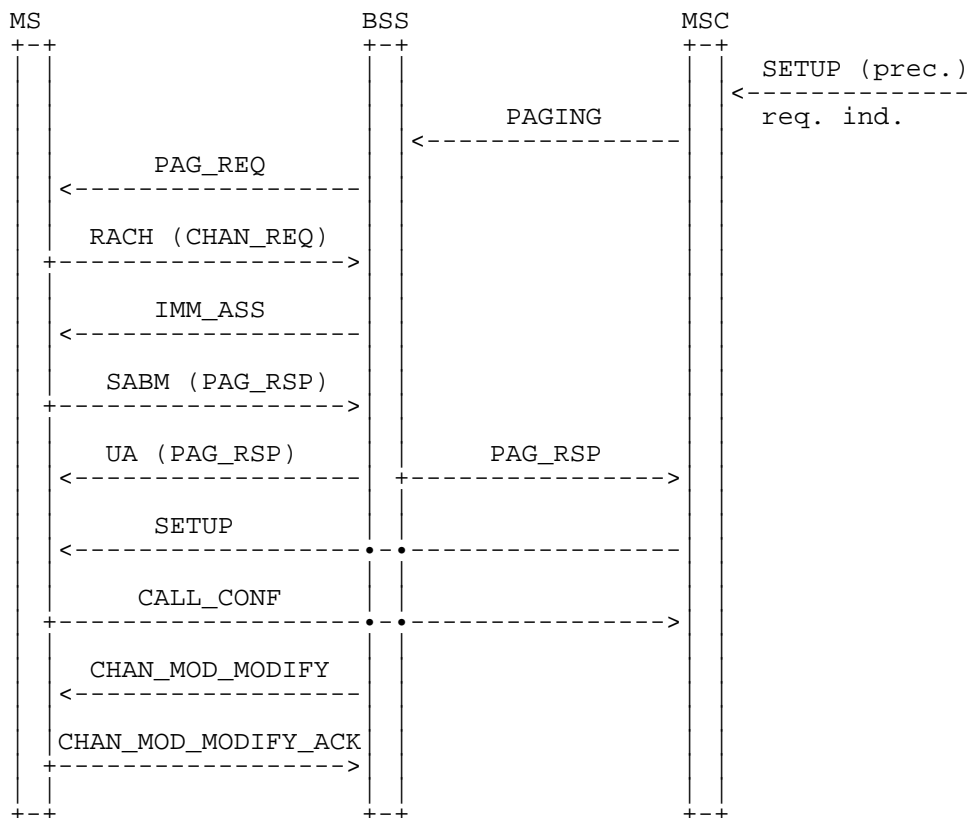 MS BSS MSC
SETUP (prec.)
PAGING req. ind.
PAG_REQ
RACH (CHAN_REQ)
IMM_ASS
SABM (PAG_RSP)
UA (PAG_RSP) PAG_RSP
SETUP
CALL_CONF
CHAN_MOD_MODIFY
CHAN_MOD_MODIFY_ACK